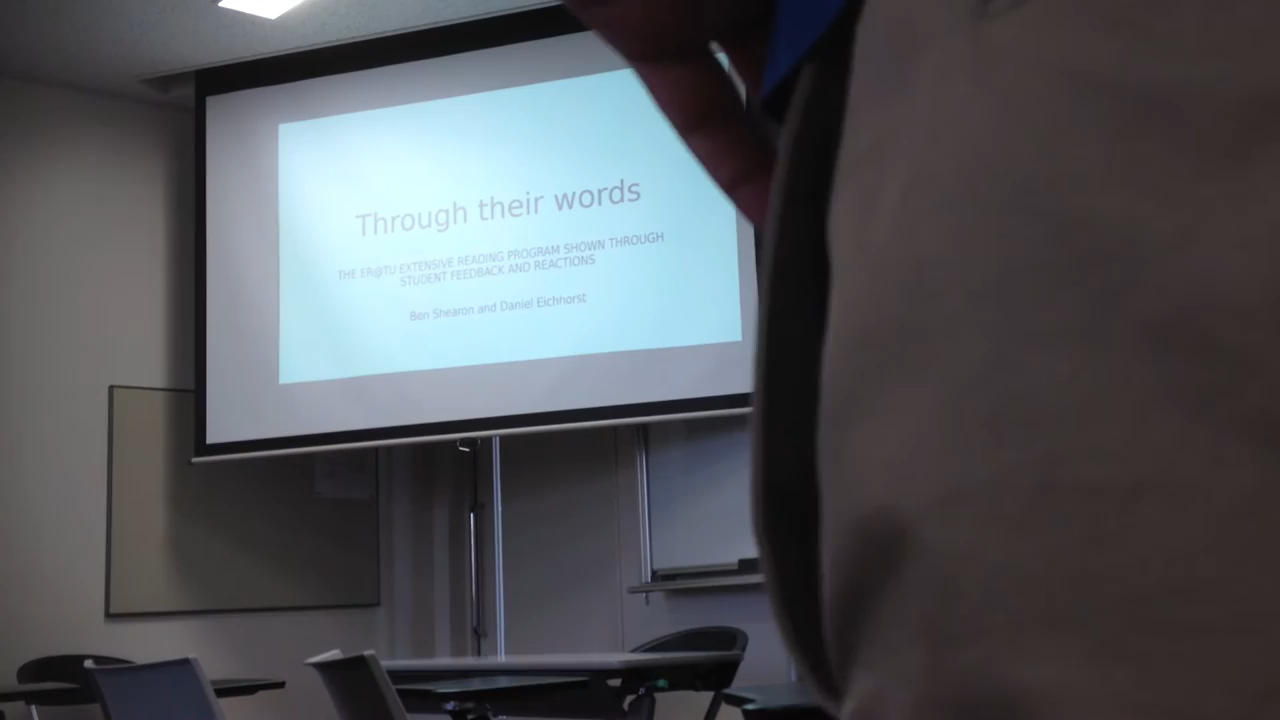 Through their words
THE ER@TU EXTENSIVE READING PROGRAM SHOWN THROUGH
STUDENT FEEDBACK AND REACTIONS
Ben Shearon and Daniel Eichhorst